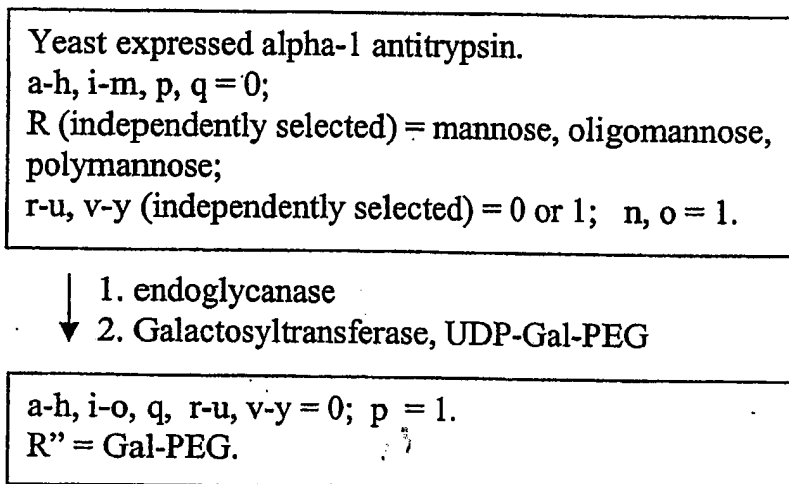 Yeast expressed alpha-1 antitrypsin.
a-h, i-m, p, q = 0;
R (independently selected) = mannose, oligomannose,
polymannose;
r-u, v-y (independently selected) = 0 or 1; n, o = 1.
1. endoglycanase
2. Galactosyltransferase, UDP-Gal-PEG
a-h, i-o, q, r-u, v-y = 0; p = 1.
R” = Gal-PEG.